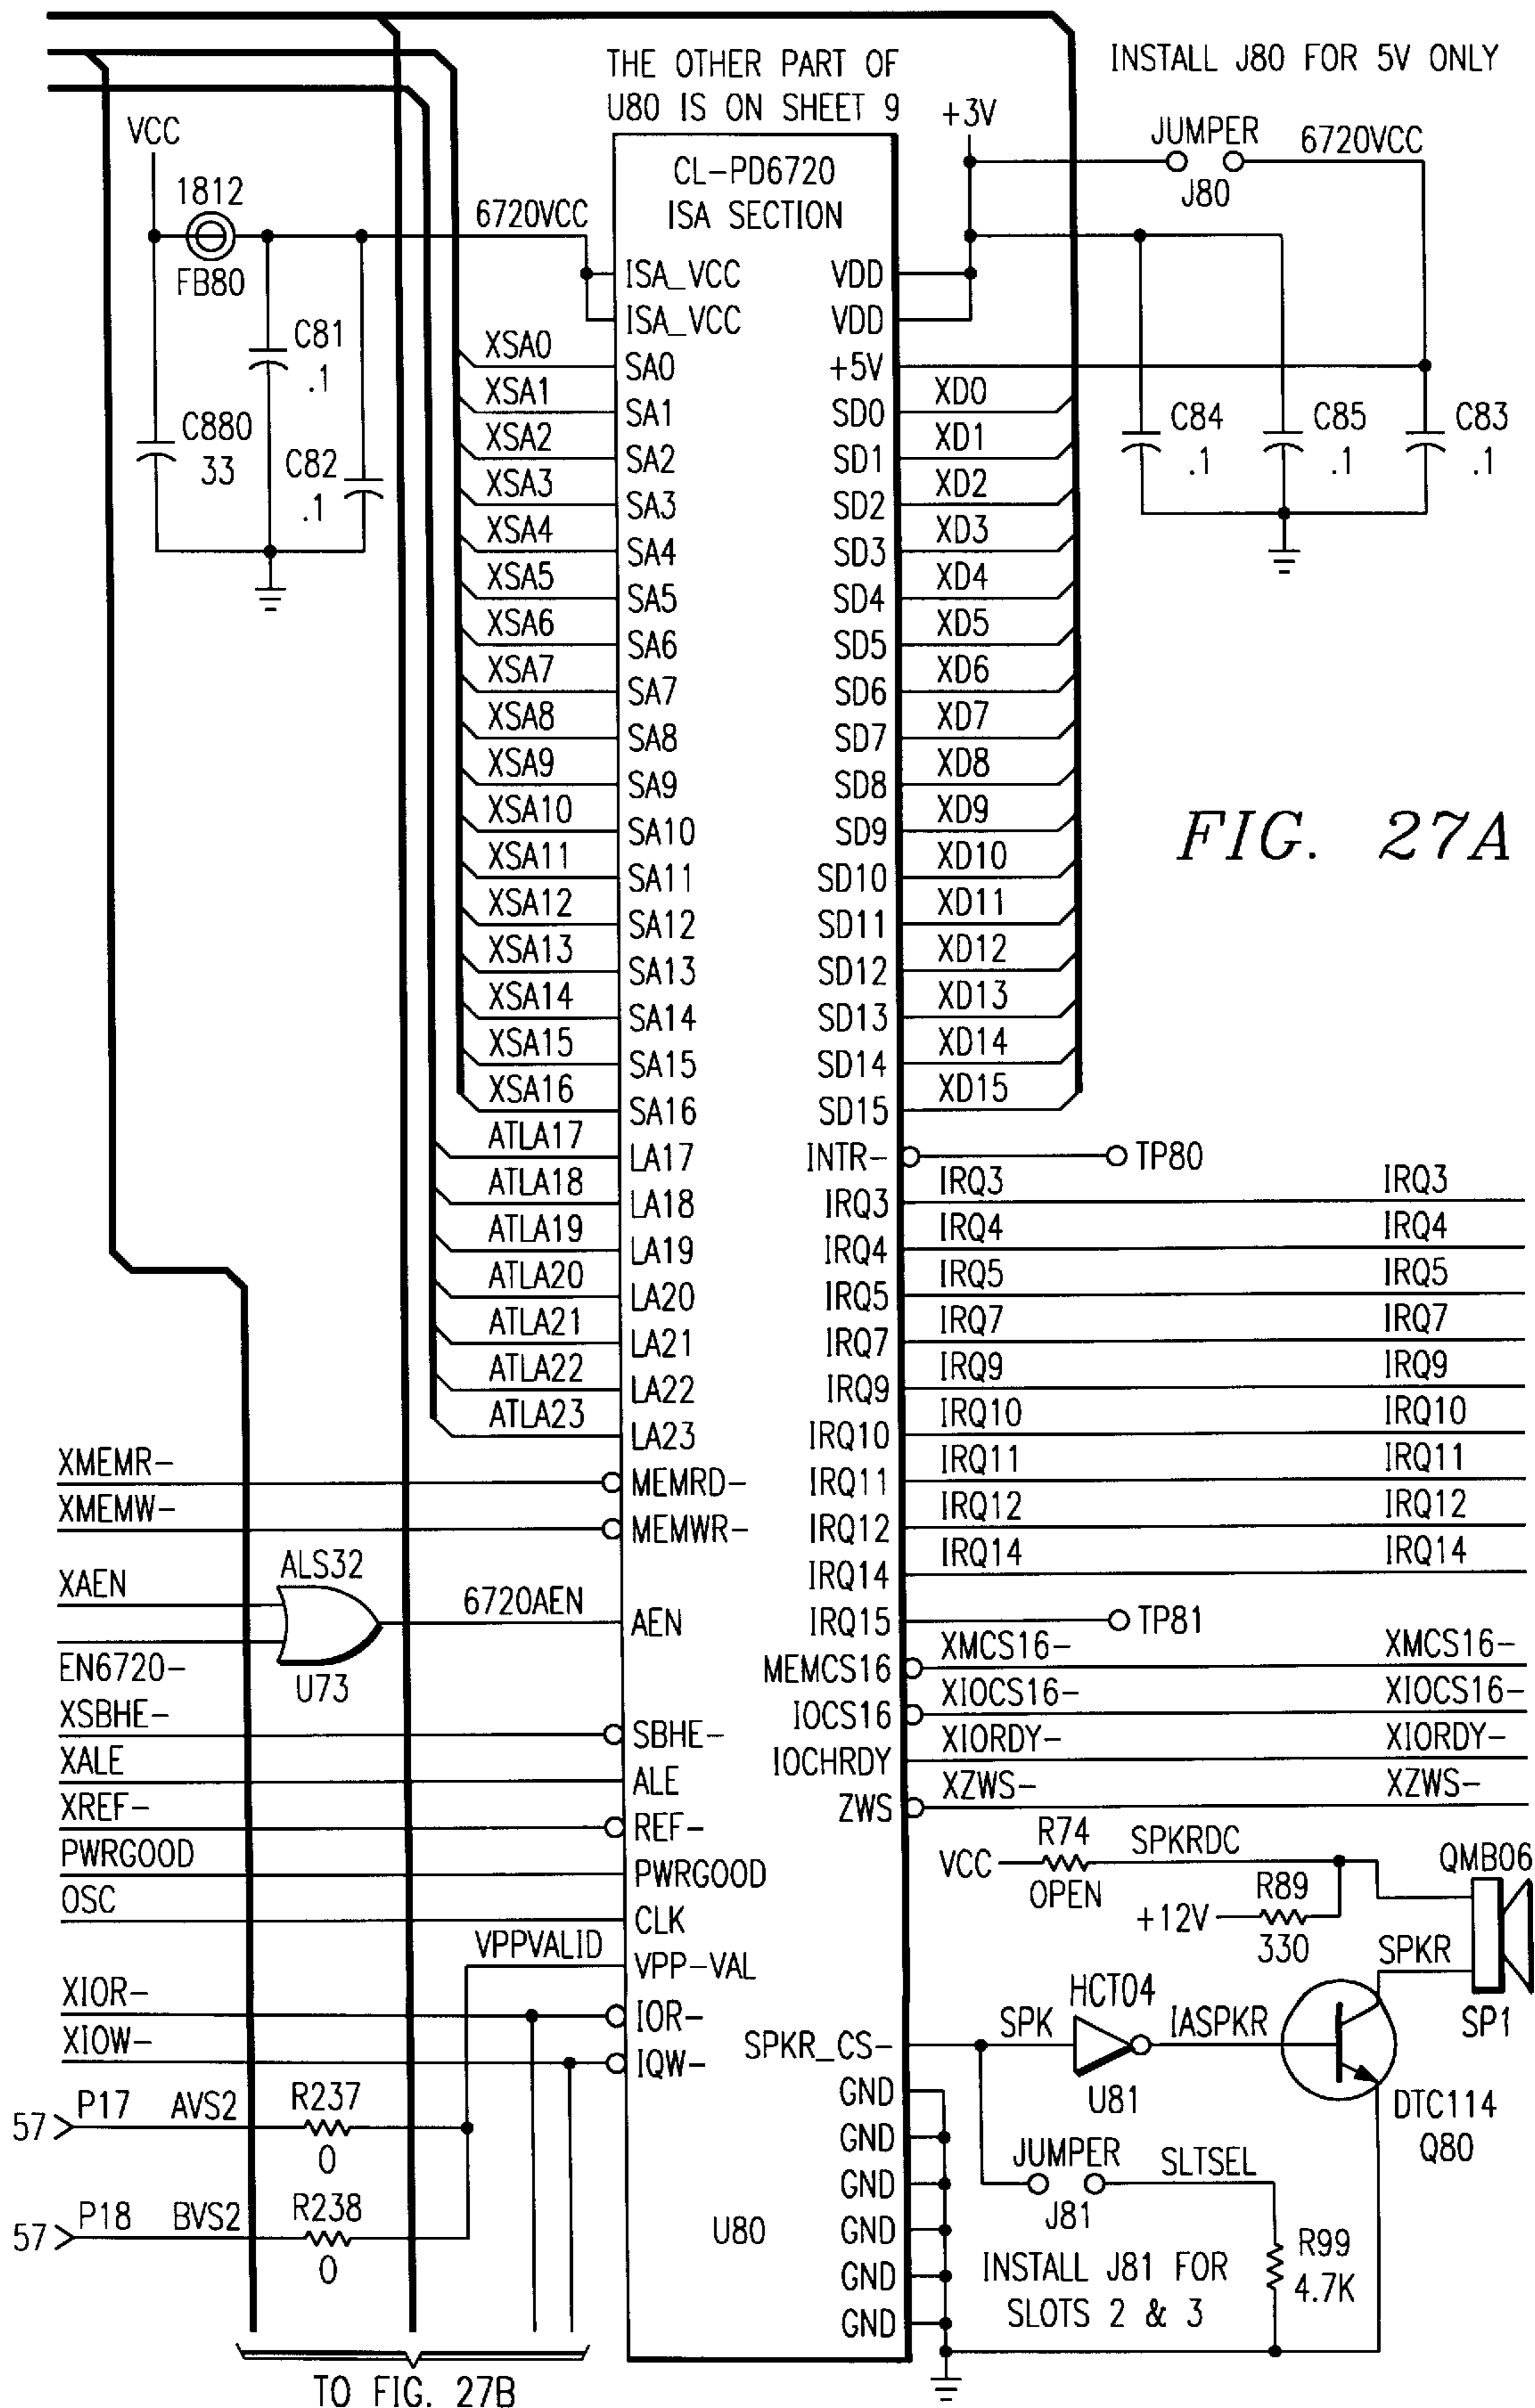 THE OTHER PART OF
U80 IS ON SHEET 9
INSTALL J80 FOR 5V ONLY
VCC
1812
FB80
6720VCC
C81
.1
C880
33
C82
.1
+3V
JUMPER
J80
6720VCC
C84
.1
C85
.1
C83
.1
CL-PD6720
ISA SECTION
ISA_VCC VDD
ISA_VCC VDD
XSA0 SA0 +5V
XSA1 SA1 SD0 XD0
XSA2 SA2 SD1 XD1
XSA3 SA3 SD2 XD2
XSA4 SA4 SD3 XD3
XSA5 SA5 SD4 XD4
XSA6 SA6 SD5 XD5
XSA7 SA7 SD6 XD6
XSA8 SA8 SD7 XD7
XSA9 SA9 SD8 XD8
XSA10 SA10 SD9 XD9
XSA11 SA11 SD10 XD10
XSA12 SA12 SD11 XD11
XSA13 SA13 SD12 XD12
XSA14 SA14 SD13 XD13
XSA15 SA15 SD14 XD14
XSA16 SA16 SD15 XD15
FIG. 27A
ATLA17 LA17 INTR- TP80
ATLA18 LA18 IRQ3 IRQ3 IRQ3
ATLA19 LA19 IRQ4 IRQ4 IRQ4
ATLA20 LA20 IRQ5 IRQ5 IRQ5
ATLA21 LA21 IRQ7 IRQ7 IRQ7
ATLA22 LA22 IRQ9 IRQ9 IRQ9
ATLA23 LA23 IRQ10 IRQ10 IRQ10
XMEMR- MEMRD- IRQ11 IRQ11 IRQ11
XMEMW- MEMWR- IRQ12 IRQ12 IRQ12
IRQ14 IRQ14 IRQ14
XAEN
ALS32
6720AEN AEN IRQ15 TP81
EN6720-
U73
MEMCS16 XMCS16- XMCS16-
XSBHE- SBHE- IOCS16 XIOCS16- XIOCS16-
XALE ALE IOCHRDY XIORDY- XIORDY-
XREF- REF- ZWS XZWS- XZWS-
PWRGOOD PWRGOOD
OSC CLK
VPPVALID VPP-VAL
XIOR- IOR-
XIOW- IQW-
VCC R74 SPKRDC
OPEN
+12V R89
330
QMB06
SPKR
SP1
SPKR_CS- SPK HCT04 IASPKR
U81
DTC114
Q80
GND
GND
GND
GND
GND
GND
57 P17 AVS2 R237
0
57 P18 BVS2 R238
0
U80
JUMPER SLTSEL
J81
INSTALL J81 FOR
SLOTS 2 & 3
R99
4.7K
TO FIG. 27B